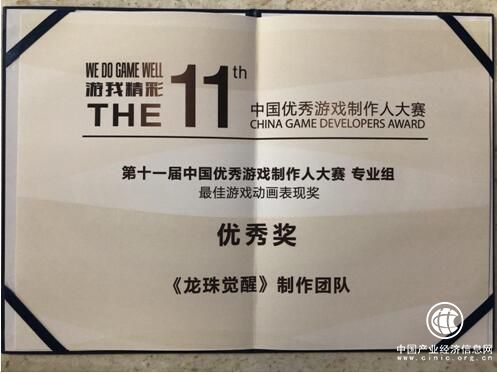 WE DO GAME WELL
游我精彩
THE 11th
中国优秀游戏制作人大赛
CHINA GAME DEVELOPERS AWARD
第十一届中国优秀游戏制作人大赛 专业组
最佳游戏动画表现奖
优秀奖
《龙珠觉醒》制作团队
中国产业经济信息网
www.cinic.org.cn